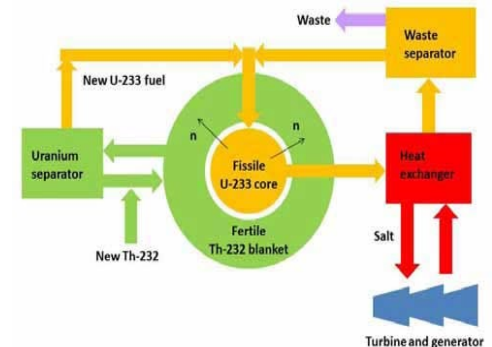 Waste
Waste
separator
New U-233 fuel
n
n
Uranium
separator
Fissile
U-233 core
Heat
exchanger
Fertile
Th-232 blanket
New Th-232
Salt
Turbine and generator